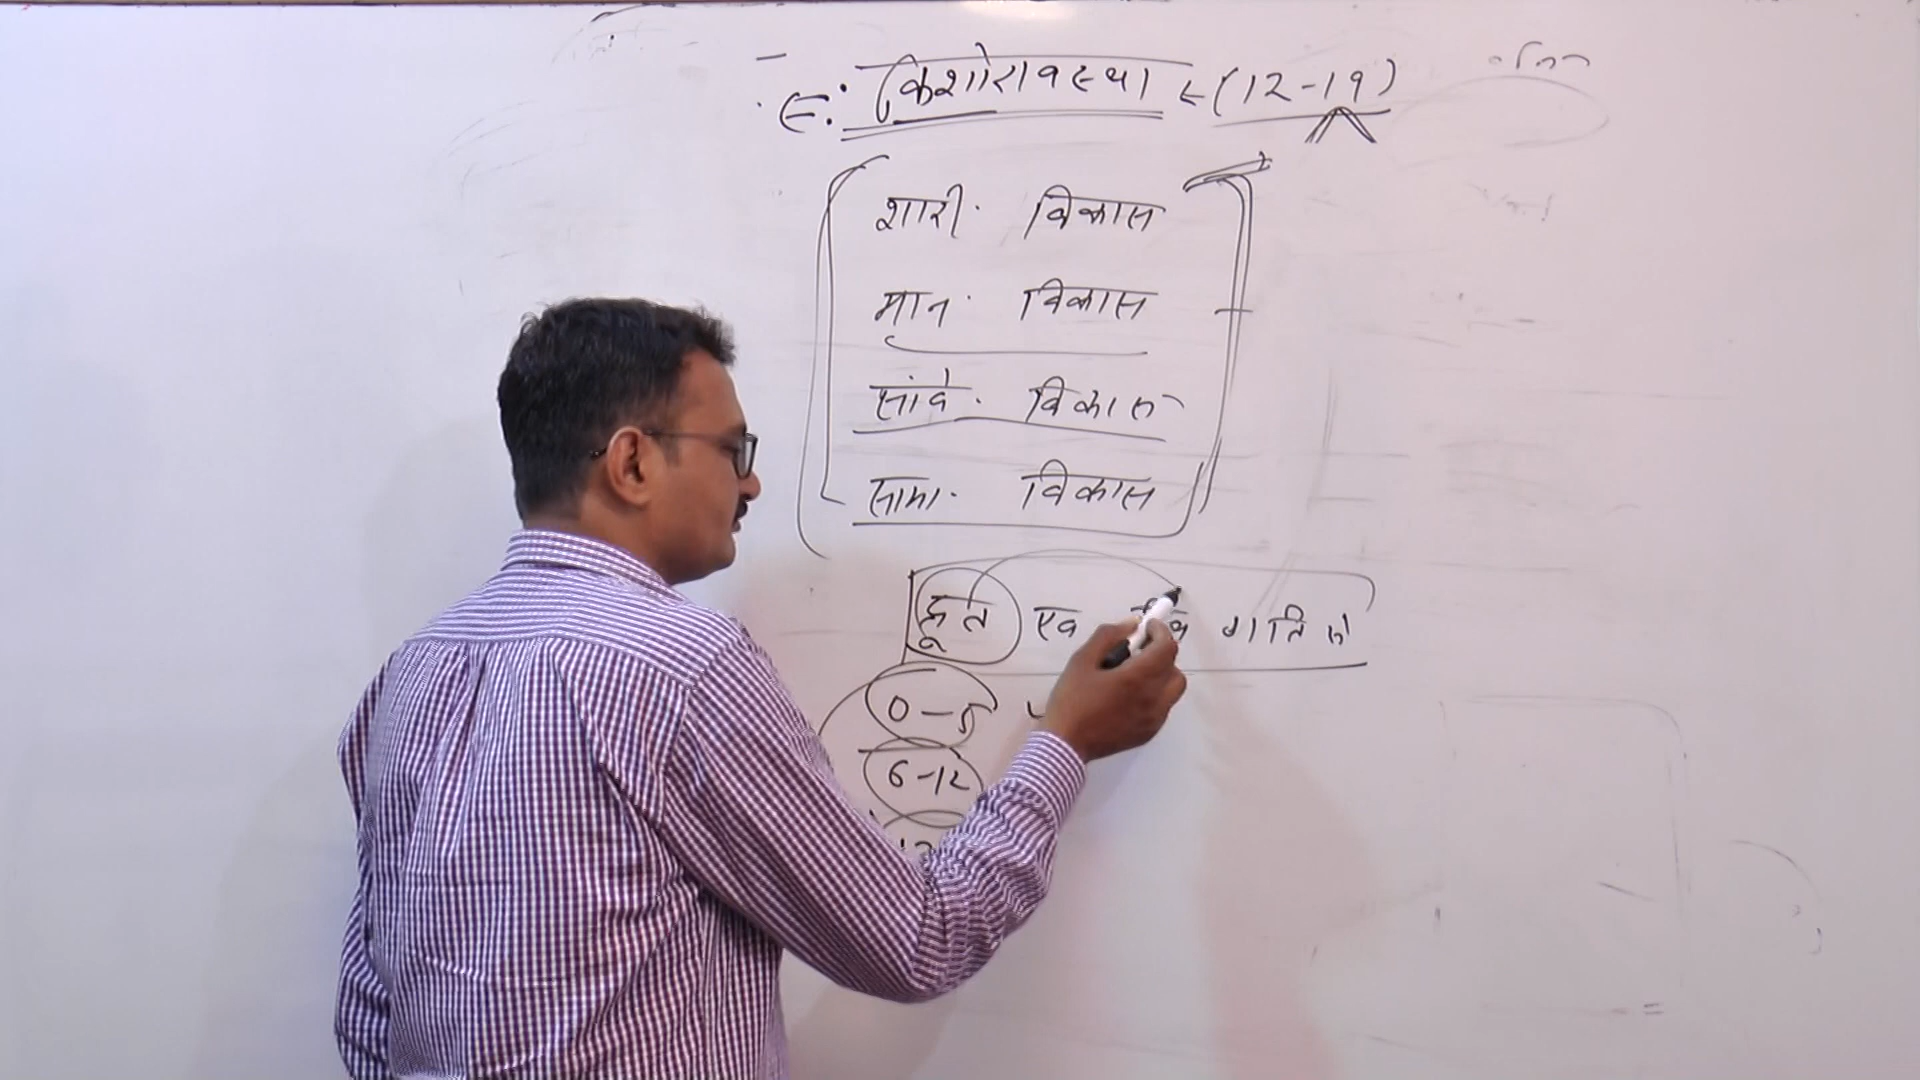 किशोरावस्था (12-19)
शारी. विकास
मान. विकास
सांवे. विकास
सामा. विकास
द्रूत एव गति से
0-5
6-12